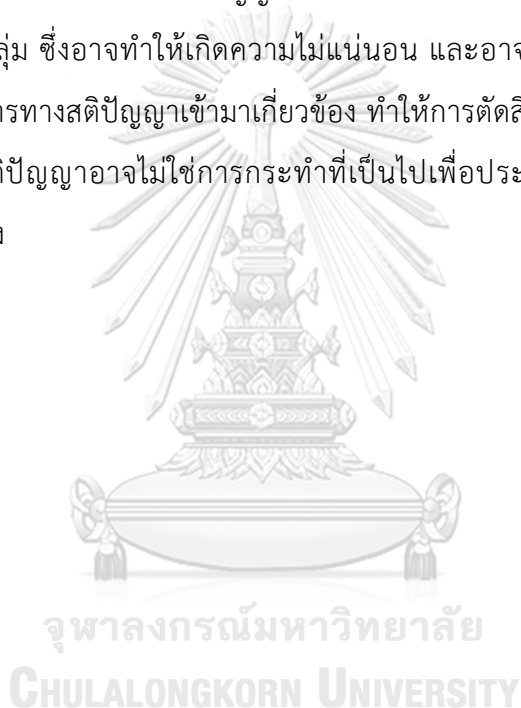 ลุ่ม ซึ่งอาจทำให้เกิดความไม่แน่นอน และอาจ
ารทางสติปัญญาเข้ามาเกี่ยวข้อง ทำให้การตัดสิ
ติปัญญาอาจไม่ใช่การกระทำที่เป็นไปเพื่อประ
จุฬาลงกรณ์มหาวิทยาลัย
CHULALONGKORN UNIVERSITY